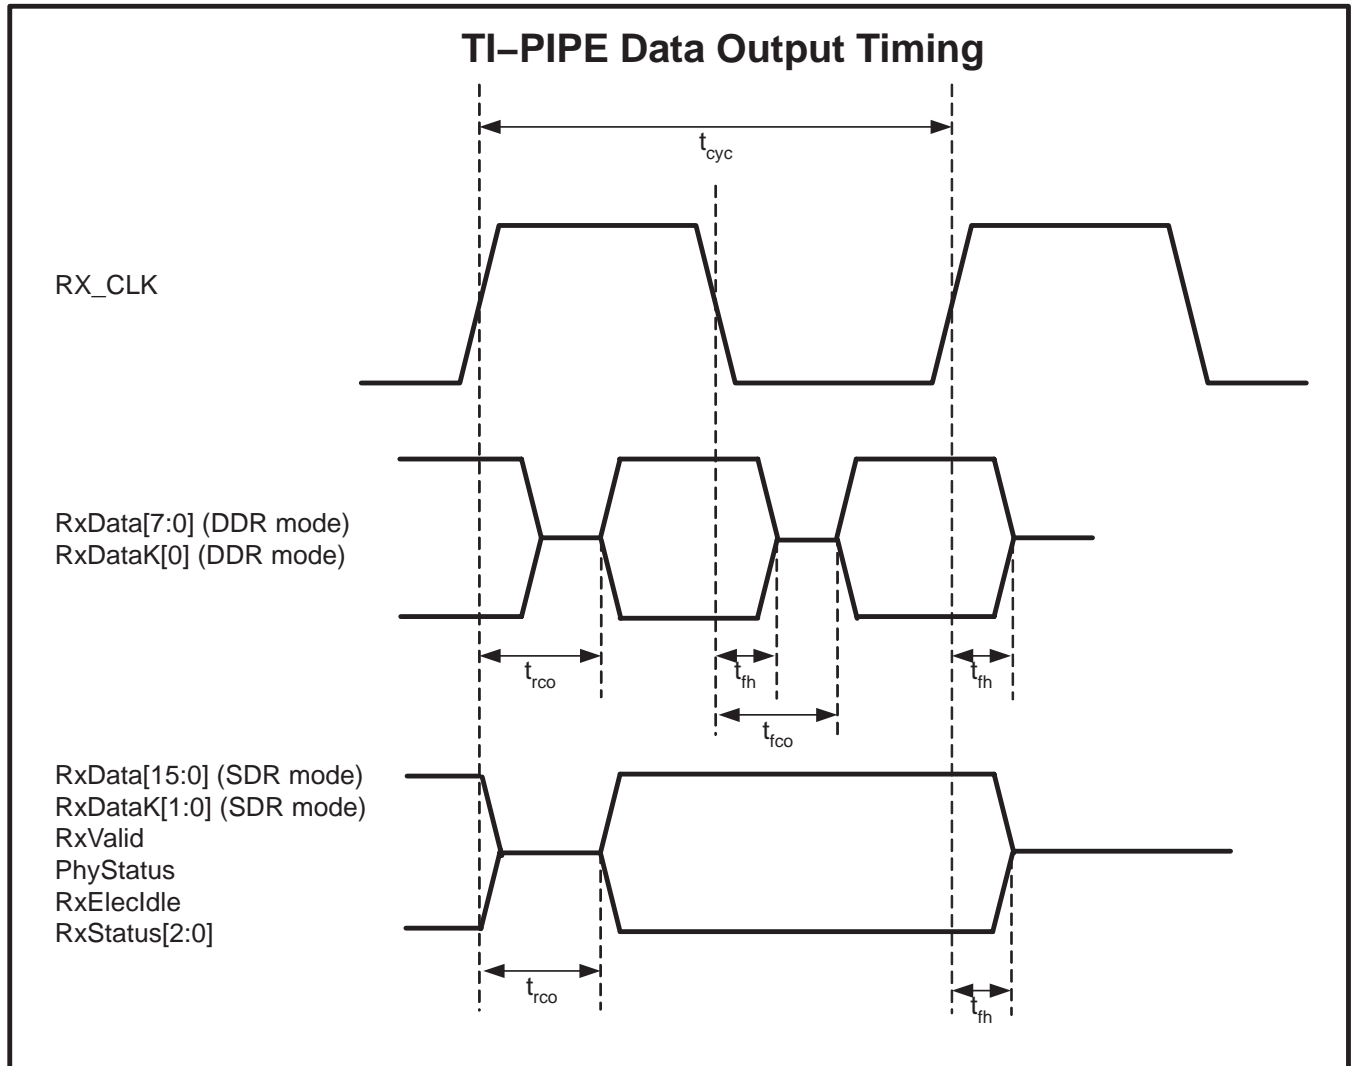 TI–PIPE Data Output Timing
tcyc
RX_CLK
RxData[7:0] (DDR mode)
RxDataK[0] (DDR mode)
trco
tfh
tfh
tfco
RxData[15:0] (SDR mode)
RxDataK[1:0] (SDR mode)
RxValid
PhyStatus
RxElecIdle
RxStatus[2:0]
trco
tfh